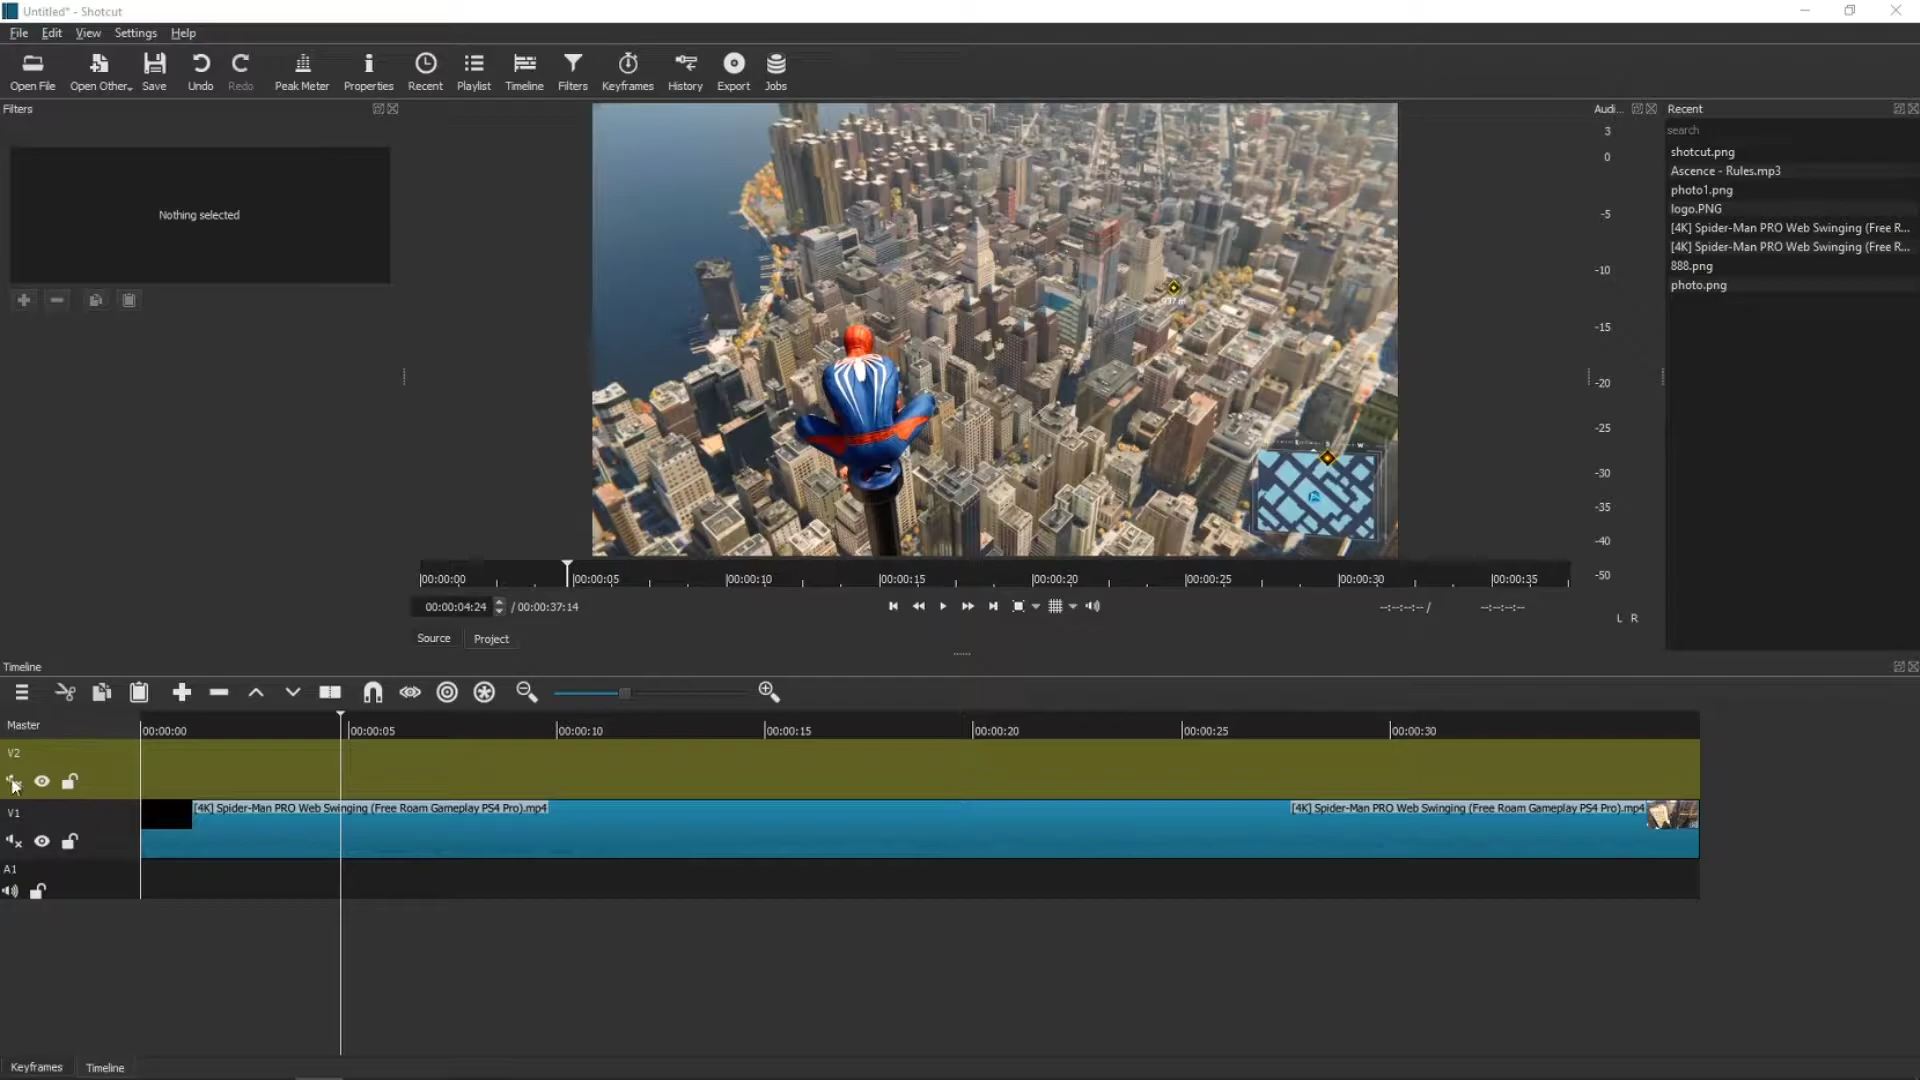 Untitled* - Shotcut
File Edit View Settings Help
Open File Open Other.. Save Undo Redo Peak Meter Properties Recent Playlist Timeline Filters Keyframes History Export Jobs
Filters
Nothing selected
937 m
S W
00:00:00 00:00:05 00:00:10 00:00:15 00:00:20 00:00:25 00:00:30 00:00:35
00:00:04:24 / 00:00:37:14
--:--:--:-- / --:--:--:--
Source Project
Audi...
3
0
-5
-10
-15
-20
-25
-30
-35
-40
-50
L R
Recent
search
shotcut.png
Ascence - Rules.mp3
photo1.png
logo.PNG
[4K] Spider-Man PRO Web Swinging (Free R...
[4K] Spider-Man PRO Web Swinging (Free R...
888.png
photo.png
Timeline
Master
00:00:00 00:00:05 00:00:10 00:00:15 00:00:20 00:00:25 00:00:30
V2
V1
[4K] Spider-Man PRO Web Swinging (Free Roam Gameplay PS4 Pro).mp4
[4K] Spider-Man PRO Web Swinging (Free Roam Gameplay PS4 Pro).mp4
A1
Keyframes Timeline